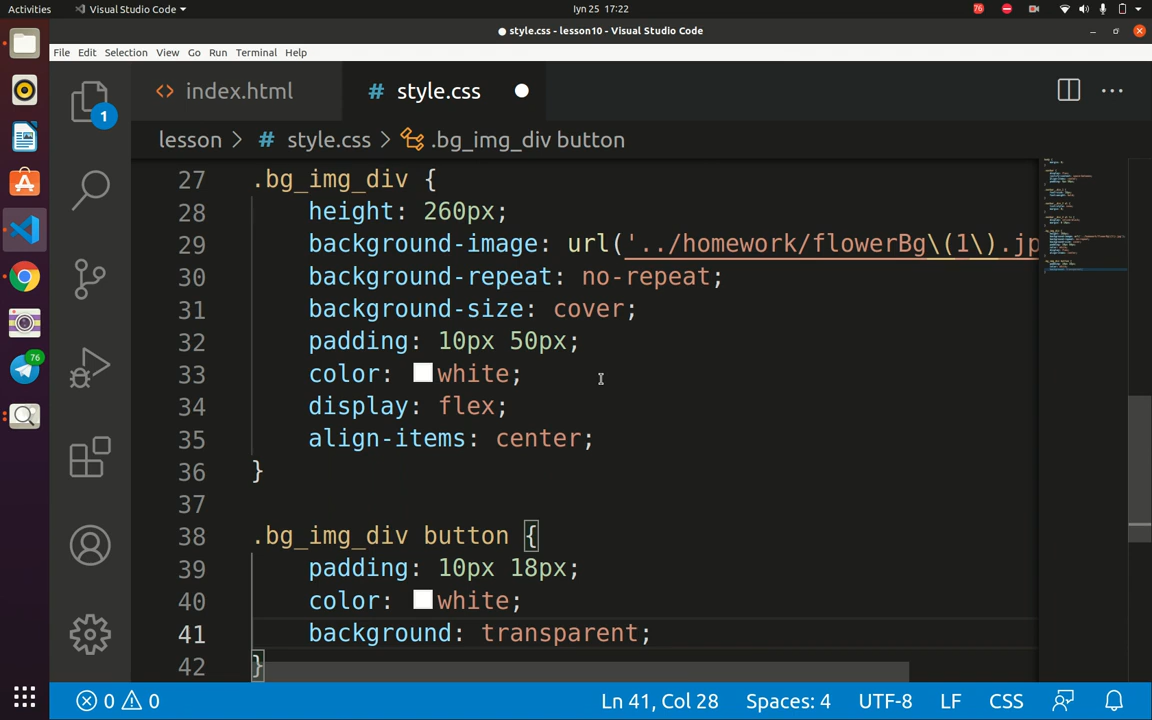 Activities Visual Studio Code Iyn 25 17:22 76
style.css - lesson10 - Visual Studio Code
File Edit Selection View Go Run Terminal Help
1 <> index.html # style.css
lesson > # style.css > .bg_img_div button
27 .bg_img_div {
28 height: 260px;
29 background-image: url('../homework/flowerBg\(1\).jp
30 background-repeat: no-repeat;
31 background-size: cover;
32 padding: 10px 50px;
33 color: white;
34 display: flex;
35 align-items: center;
36 }
37
38 .bg_img_div button {
39 padding: 10px 18px;
40 color: white;
41 background: transparent;
42 }
76
0 0 Ln 41, Col 28 Spaces: 4 UTF-8 LF CSS